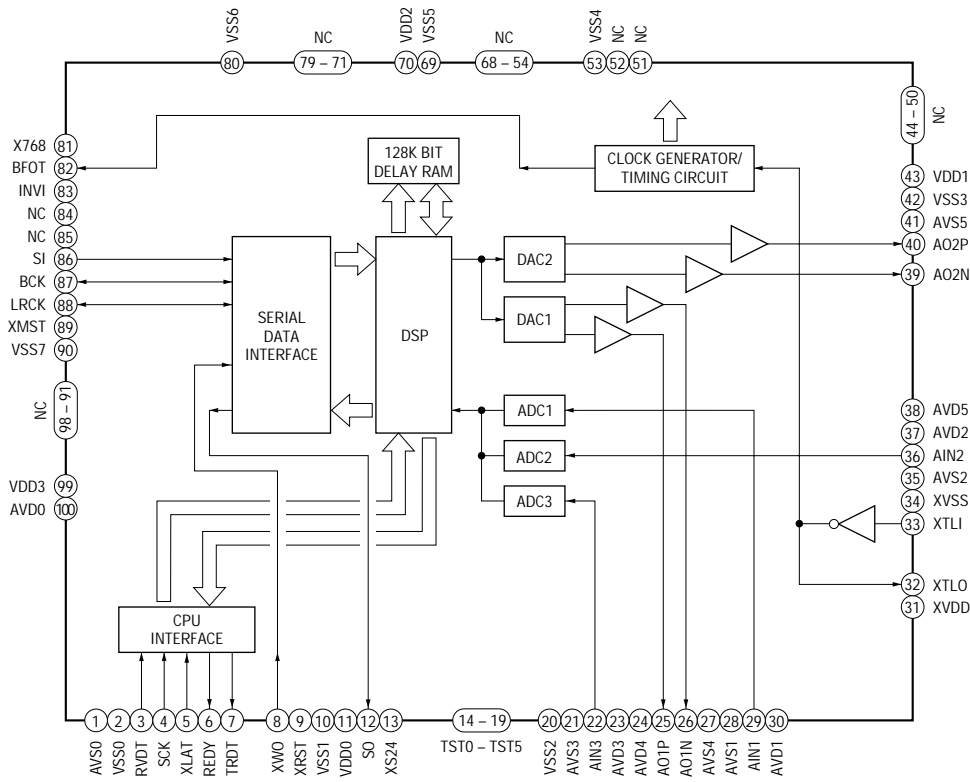 VSS6
NC
VDD2
VSS5
NC
VSS4
NC
NC
80
79 – 71
70
69
68 – 54
53
52
51
44 – 50
NC
X768 81
BFOT 82
INVI 83
NC 84
NC 85
SI 86
BCK 87
LRCK 88
XMST 89
VSS7 90
98 – 91
NC
VDD3 99
AVD0 100
128K BIT
DELAY RAM
CLOCK GENERATOR/
TIMING CIRCUIT
SERIAL
DATA
INTERFACE
DSP
DAC2
DAC1
ADC1
ADC2
ADC3
CPU
INTERFACE
43 VDD1
42 VSS3
41 AVS5
40 AO2P
39 AO2N
38 AVD5
37 AVD2
36 AIN2
35 AVS2
34 XVSS
33 XTLI
32 XTLO
31 XVDD
1
2
3
4
5
6
7
8
9
10
11
12
13
14 – 19
20
21
22
23
24
25
26
27
28
29
30
AVS0
VSS0
RVDT
SCK
XLAT
REDY
TRDT
XWO
XRST
VSS1
VDD0
SO
XS24
TST0 – TST5
VSS2
AVS3
AIN3
AVD3
AVD4
AO1P
AO1N
AVS4
AVS1
AIN1
AVD1